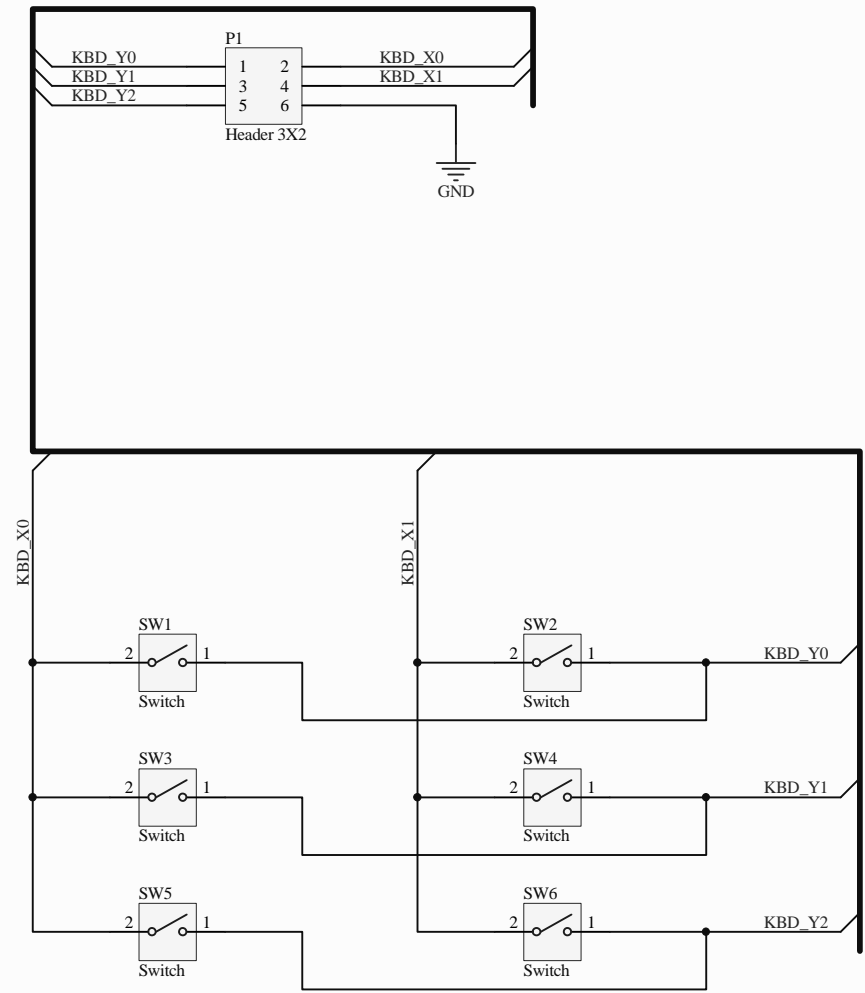 P1
KBD_Y0 1 2 KBD_X0
KBD_Y1 3 4 KBD_X1
KBD_Y2 5 6
Header 3X2
GND
KBD_X0
KBD_X1
SW1
2 1
Switch
SW2
2 1
Switch
KBD_Y0
SW3
2 1
Switch
SW4
2 1
Switch
KBD_Y1
SW5
2 1
Switch
SW6
2 1
Switch
KBD_Y2